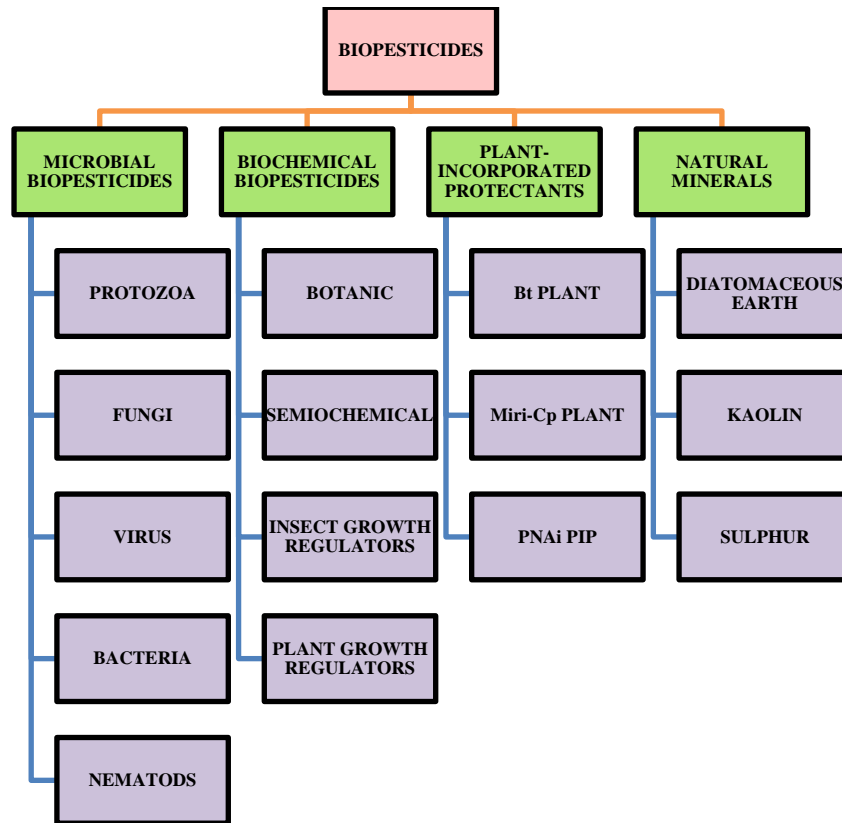 BIOPESTICIDES
MICROBIAL
BIOPESTICIDES
BIOCHEMICAL
BIOPESTICIDES
PLANT-
INCORPORATED
PROTECTANTS
NATURAL
MINERALS
PROTOZOA
FUNGI
VIRUS
BACTERIA
NEMATODS
BOTANIC
SEMIOCHEMICAL
INSECT GROWTH
REGULATORS
PLANT GROWTH
REGULATORS
Bt PLANT
Miri-Cp PLANT
PNAi PIP
DIATOMACEOUS
EARTH
KAOLIN
SULPHUR